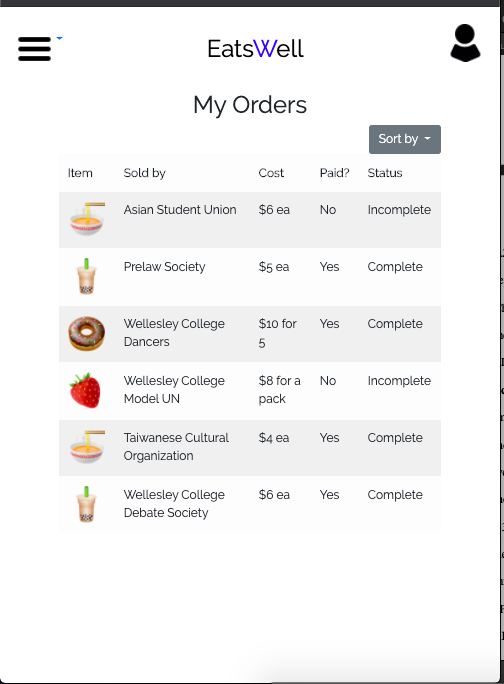 EatsWell
My Orders
Sort by
Item Sold by Cost Paid? Status
Asian Student Union $6 ea No Incomplete
Prelaw Society $5 ea Yes Complete
Wellesley College $10 for Yes Complete
Dancers 5
Wellesley College $8 for a No Incomplete
Model UN pack
Taiwanese Cultural $4 ea Yes Complete
Organization
Wellesley College $6 ea Yes Complete
Debate Society